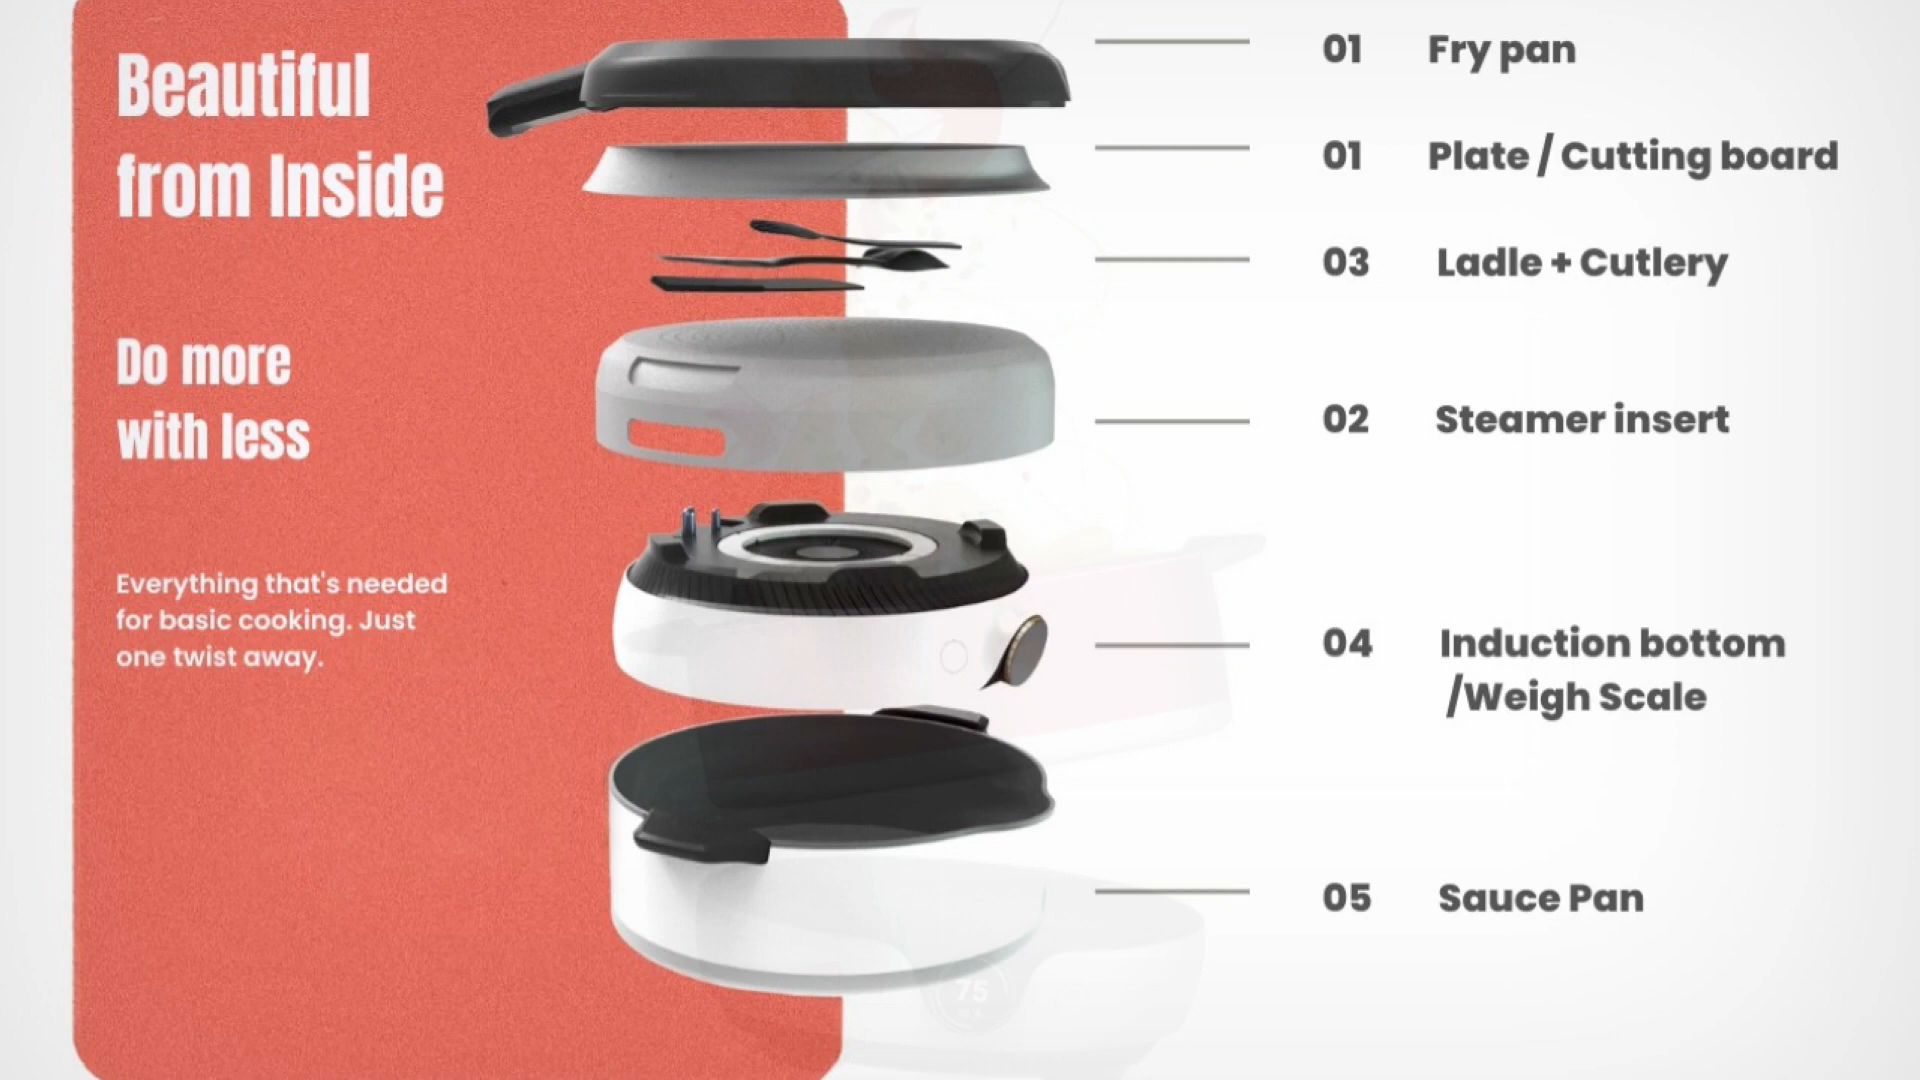 Beautiful
from Inside
Do more
with less
Everything that's needed
for basic cooking. Just
one twist away.
01 Fry pan
01 Plate / Cutting board
03 Ladle + Cutlery
02 Steamer insert
04 Induction bottom
/Weigh Scale
05 Sauce Pan
75